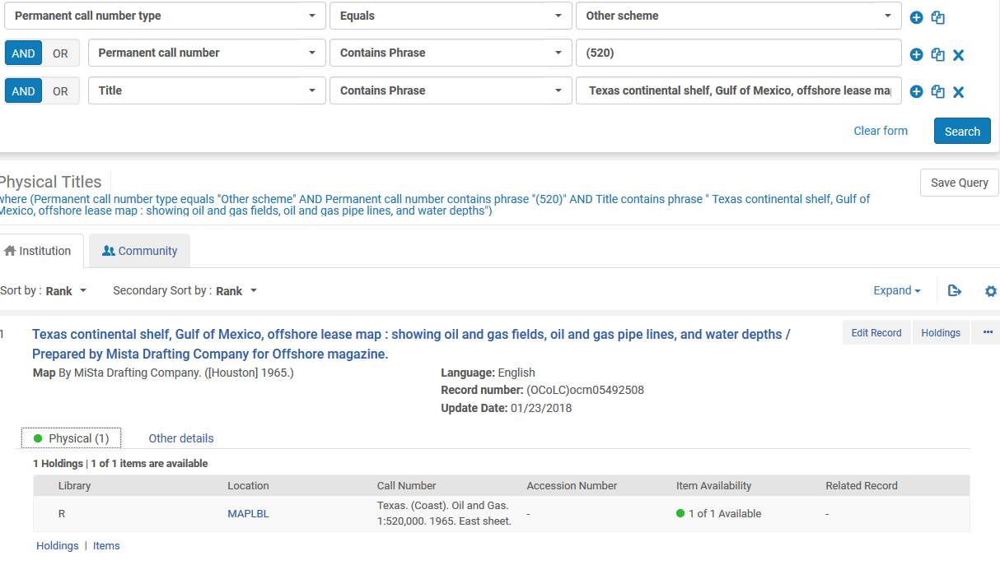 Permanent call number type Equals Other scheme
AND OR Permanent call number Contains Phrase (520)
AND OR Title Contains Phrase Texas continental shelf, Gulf of Mexico, offshore lease ma
Clear form Search
Physical Titles Save Query
where (Permanent call number type equals "Other scheme" AND Permanent call number contains phrase "(520)" AND Title contains phrase " Texas continental shelf, Gulf of
Mexico, offshore lease map : showing oil and gas fields, oil and gas pipe lines, and water depths")
Institution Community
Sort by : Rank Secondary Sort by : Rank Expand
1 Texas continental shelf, Gulf of Mexico, offshore lease map : showing oil and gas fields, oil and gas pipe lines, and water depths / Edit Record Holdings ...
Prepared by Mista Drafting Company for Offshore magazine.
Map By MiSta Drafting Company. ([Houston] 1965.) Language: English
Record number: (OCoLC)ocm05492508
Update Date: 01/23/2018
Physical (1) Other details
1 Holdings | 1 of 1 items are available
Library Location Call Number Accession Number Item Availability Related Record
R MAPLBL Texas. (Coast). Oil and Gas. - 1 of 1 Available -
1:520,000. 1965. East sheet.
Holdings | Items